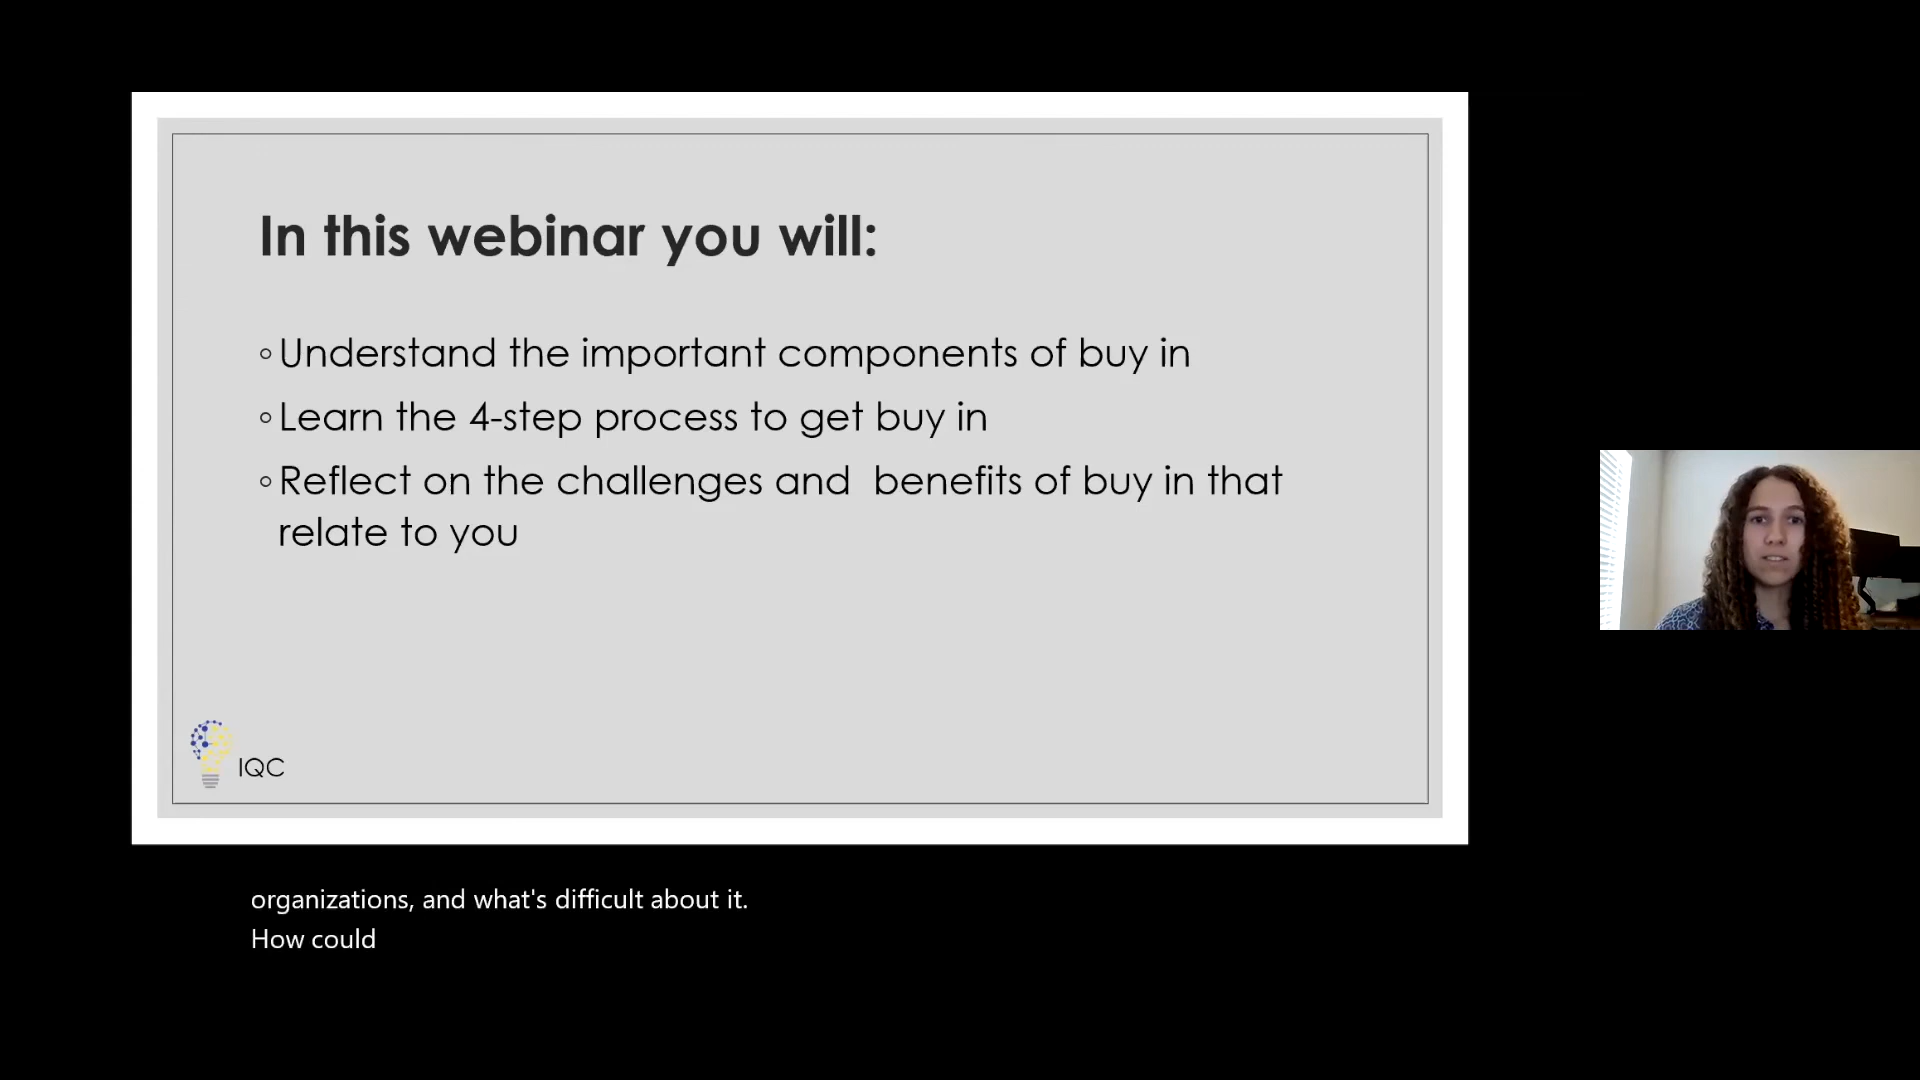 In this webinar you will:
◦Understand the important components of buy in
◦Learn the 4-step process to get buy in
◦Reflect on the challenges and  benefits of buy in that
relate to you
IQC
organizations, and what's difficult about it.
How could